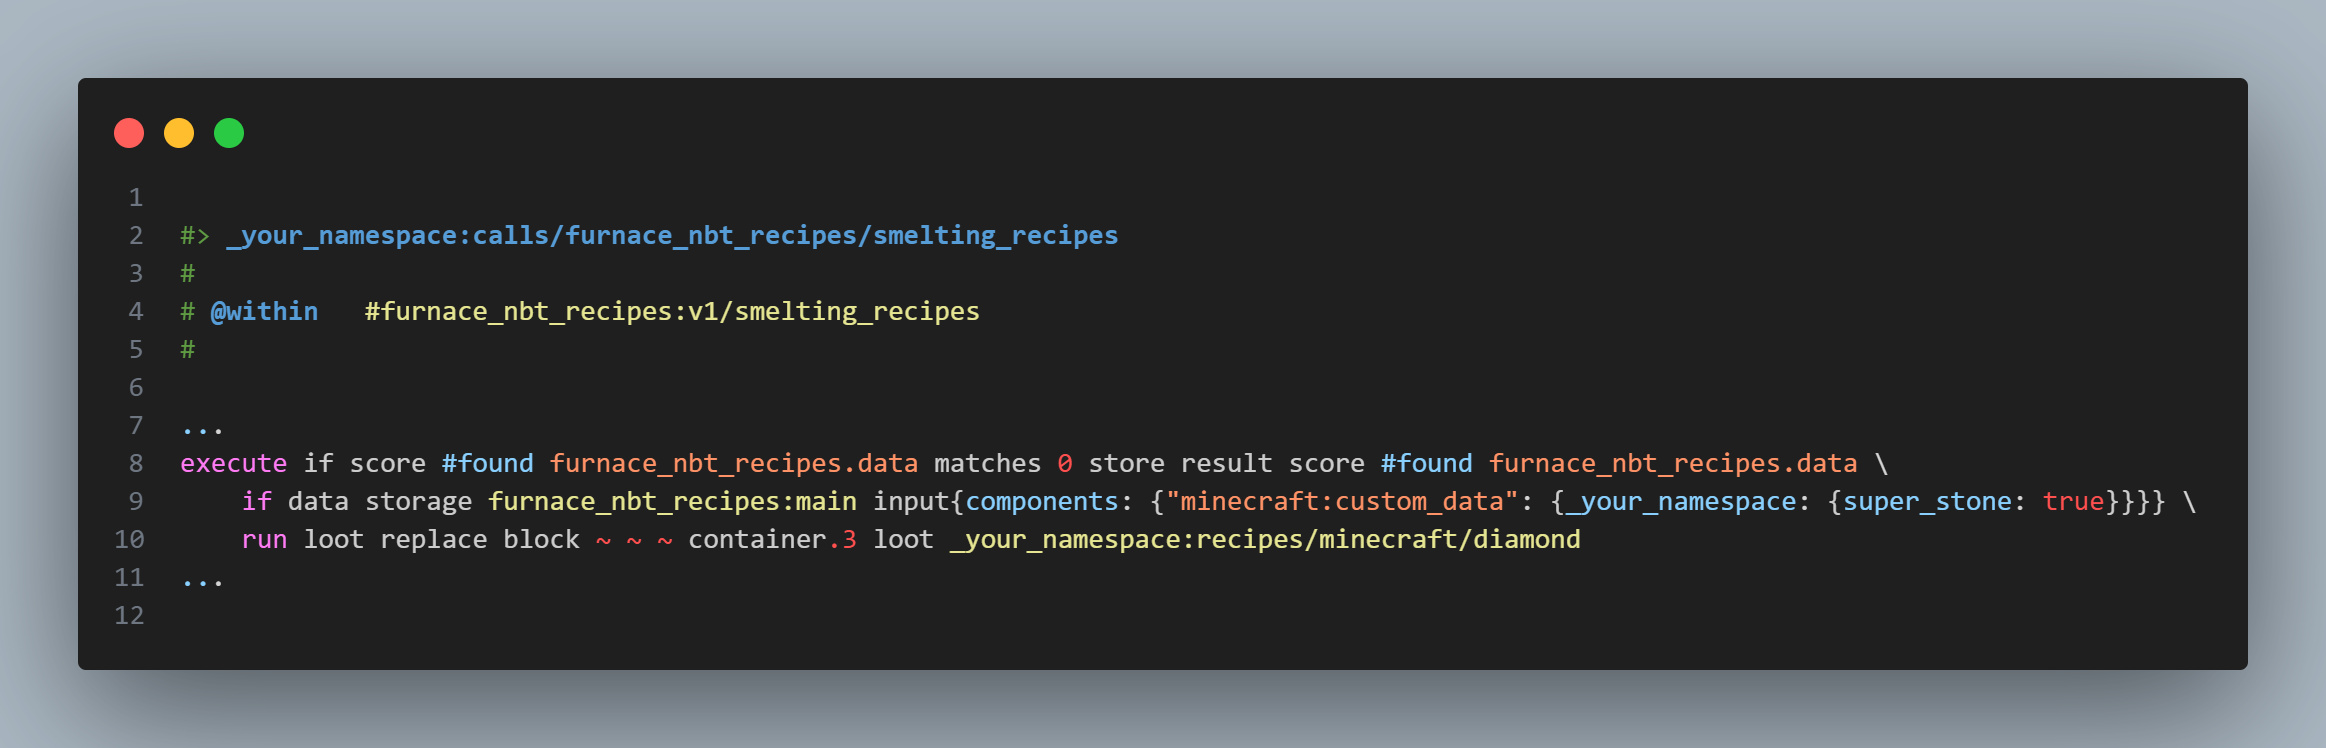 1
2 #> _your_namespace:calls/furnace_nbt_recipes/smelting_recipes
3 #
4 # @within   #furnace_nbt_recipes:v1/smelting_recipes
5 #
6
7 ...
8 execute if score #found furnace_nbt_recipes.data matches 0 store result score #found furnace_nbt_recipes.data \
9     if data storage furnace_nbt_recipes:main input{components: {"minecraft:custom_data": {_your_namespace: {super_stone: true}}}} \
10     run loot replace block ~ ~ ~ container.3 loot _your_namespace:recipes/minecraft/diamond
11 ...
12